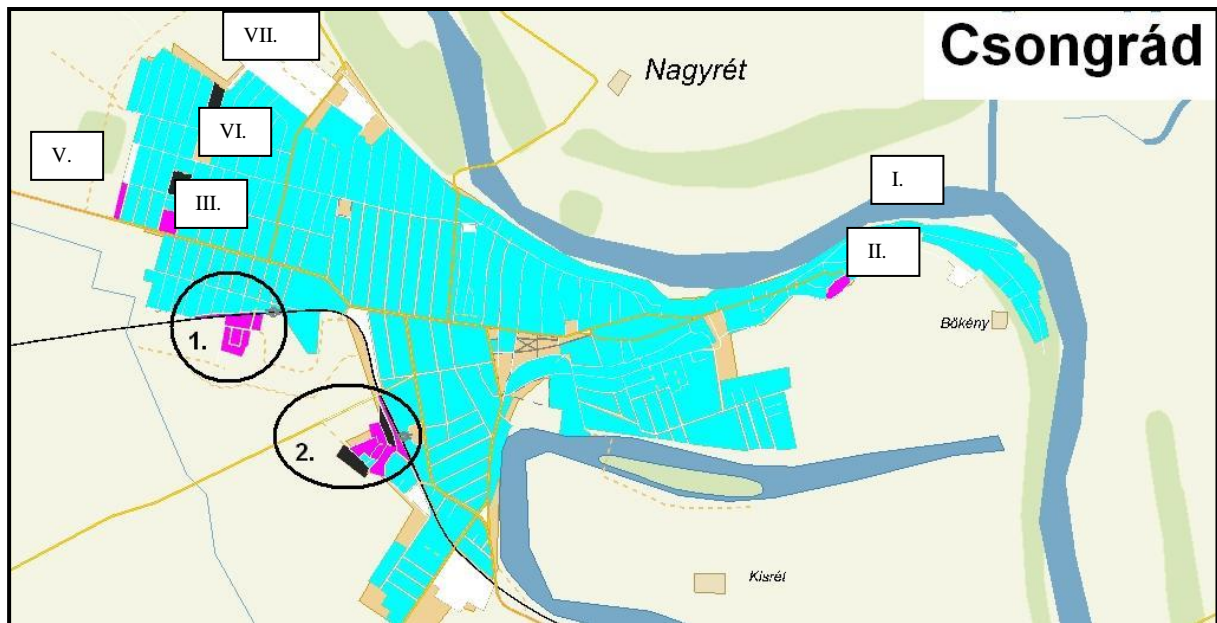 Csongrád
VII.
Nagyrét
VI.
V.
I.
III.
II.
Bökény
1.
2.
Kisrét